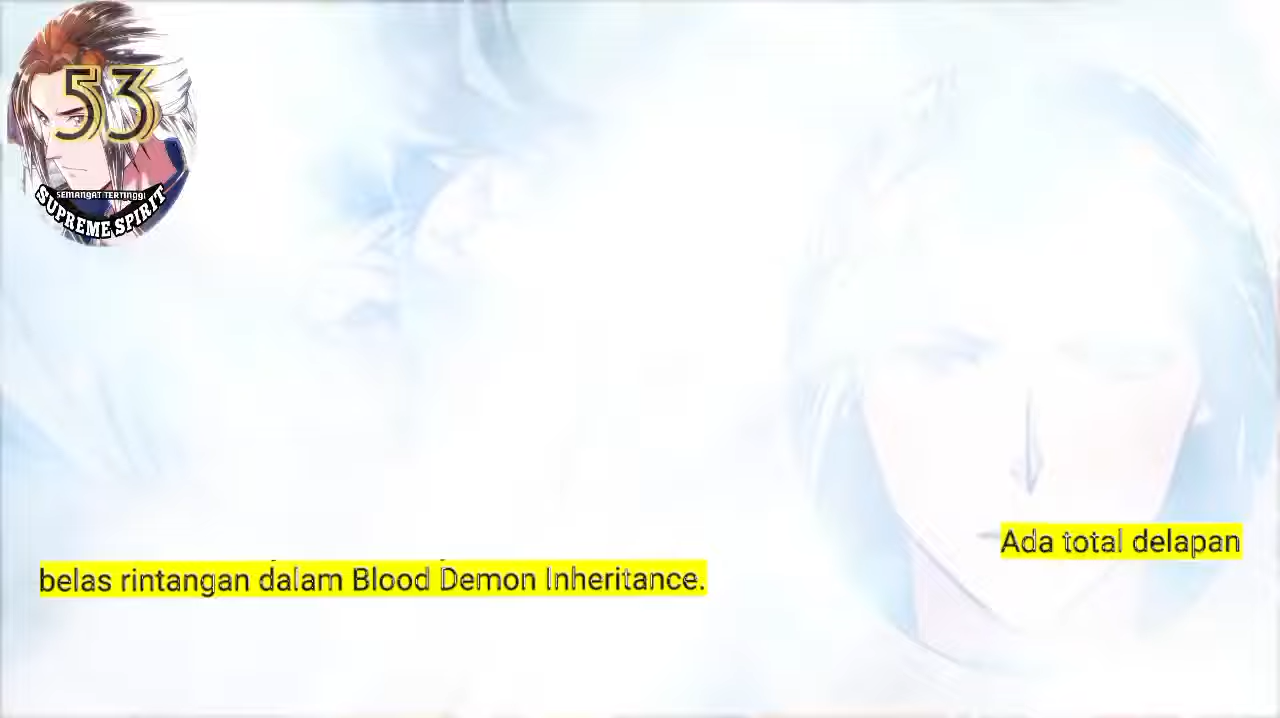 53
SEMANGAT TERTINGGI
SUPREME SPIRIT
Ada total delapan
belas rintangan dalam Blood Demon Inheritance.